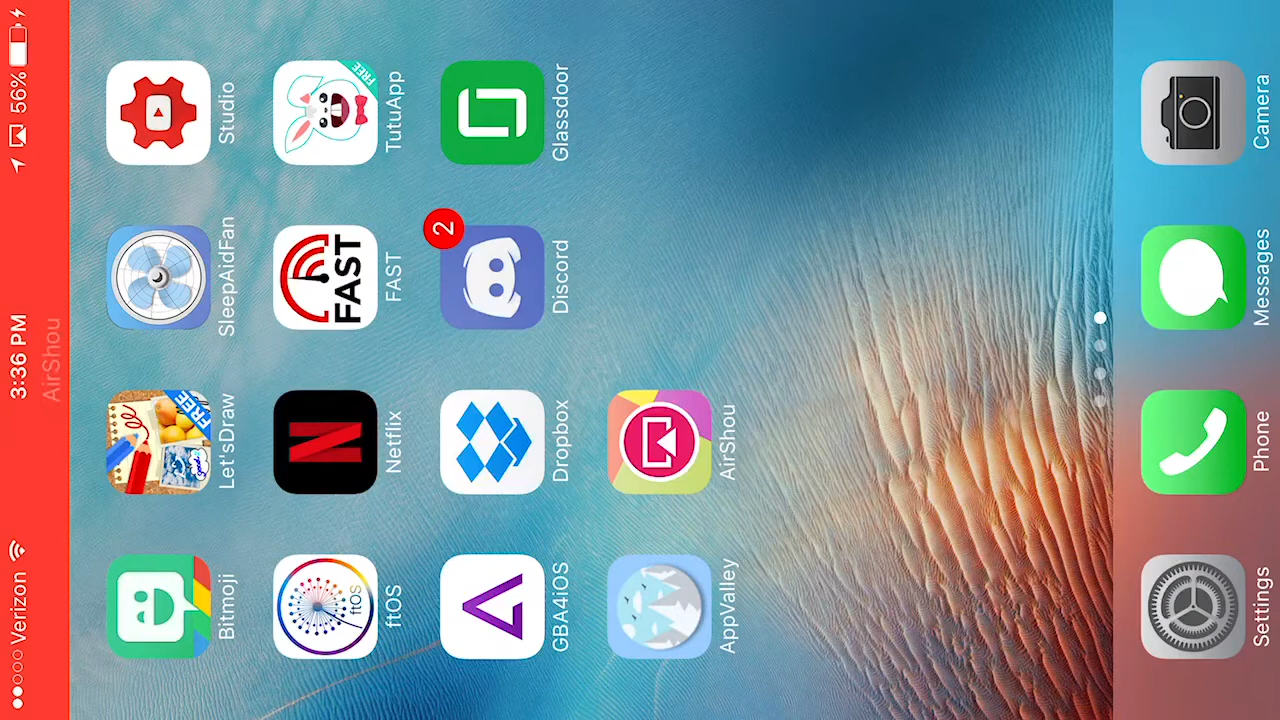 Verizon 3:36 PM 56%
AirShou
Bitmoji Let'sDraw SleepAidFan Studio
FREE
ftOS Netflix FAST TutuApp
ftOS N FAST FREE
GBA4iOS Dropbox Discord Glassdoor
2
AppValley AirShou
Settings Phone Messages Camera